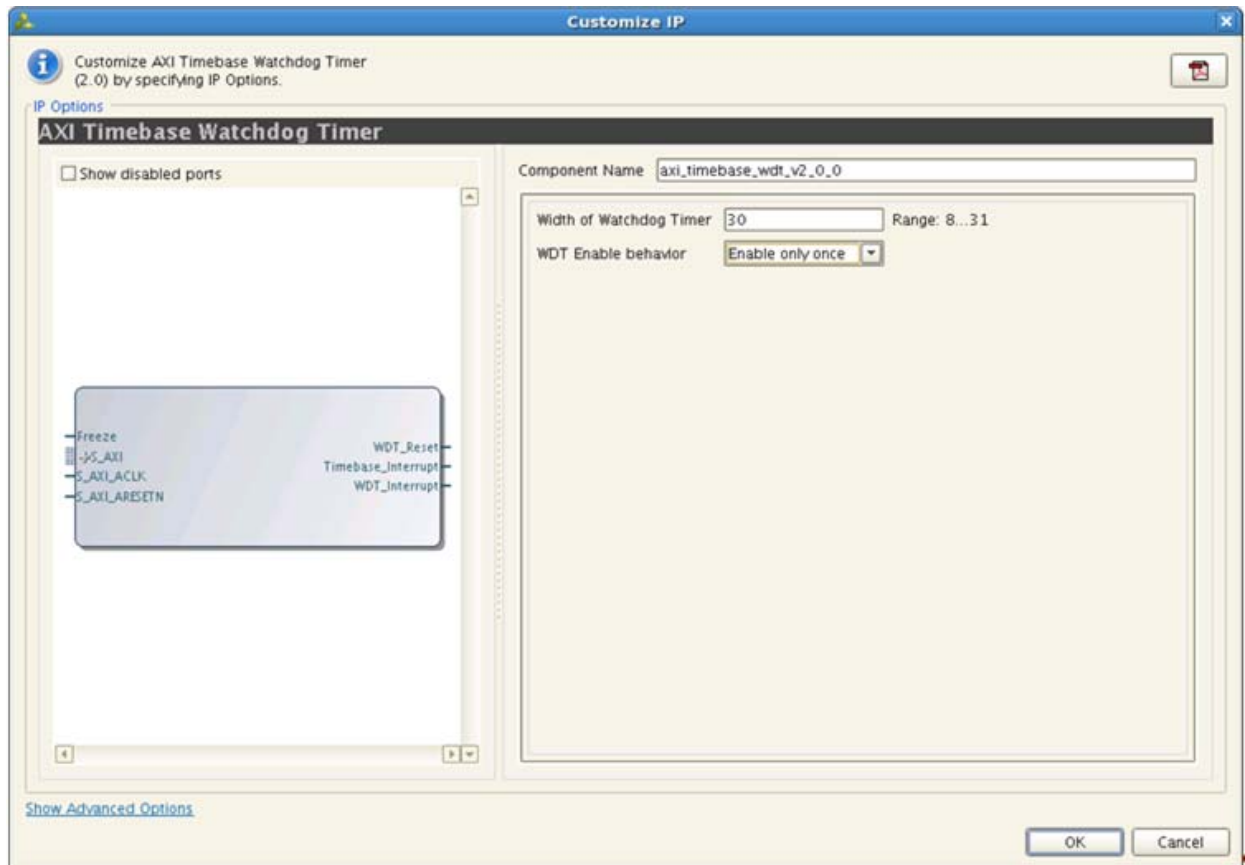 Customize IP
Customize AXI Timebase Watchdog Timer
(2.0) by specifying IP Options.
IP Options
AXI Timebase Watchdog Timer
Show disabled ports
Freeze
S_AXI
S_AXI_ACLK
S_AXI_ARESETN
WDT_Reset
Timebase_Interrupt
WDT_Interrupt
Component Name axi_timebase_wdt_v2_0_0
Width of Watchdog Timer 30 Range: 8...31
WDT Enable behavior Enable only once
Show Advanced Options
OK Cancel